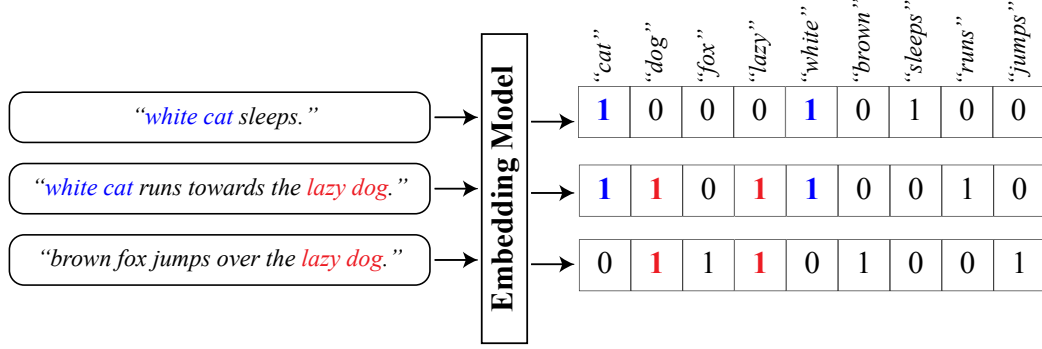 “cat” “dog” “fox” “lazy” “white” “brown” “sleeps” “runs” “jumps”
“white cat sleeps.” 1 0 0 0 1 0 1 0 0
“white cat runs towards the lazy dog.” 1 1 0 1 1 0 0 1 0
“brown fox jumps over the lazy dog.” 0 1 1 1 0 1 0 0 1
Embedding Model